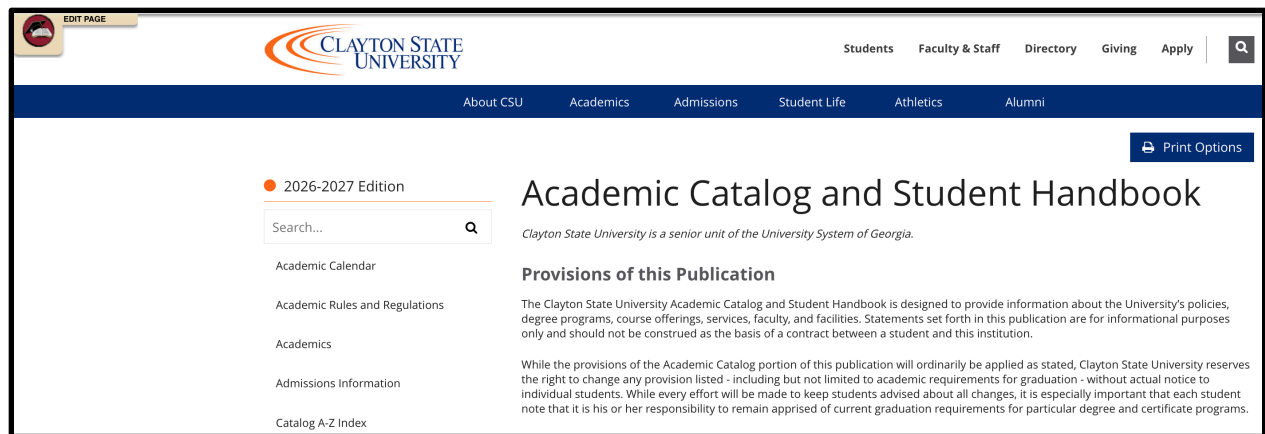 EDIT PAGE
CLAYTON STATE
UNIVERSITY
Students Faculty & Staff Directory Giving Apply
About CSU Academics Admissions Student Life Athletics Alumni
Print Options
2026-2027 Edition
Search...
Academic Calendar
Academic Rules and Regulations
Academics
Admissions Information
Catalog A-Z Index
Academic Catalog and Student Handbook
Clayton State University is a senior unit of the University System of Georgia.
Provisions of this Publication
The Clayton State University Academic Catalog and Student Handbook is designed to provide information about the University's policies,
degree programs, course offerings, services, faculty, and facilities. Statements set forth in this publication are for informational purposes
only and should not be construed as the basis of a contract between a student and this institution.
While the provisions of the Academic Catalog portion of this publication will ordinarily be applied as stated, Clayton State University reserves
the right to change any provision listed - including but not limited to academic requirements for graduation - without actual notice to
individual students. While every effort will be made to keep students advised about all changes, it is especially important that each student
note that it is his or her responsibility to remain apprised of current graduation requirements for particular degree and certificate programs.